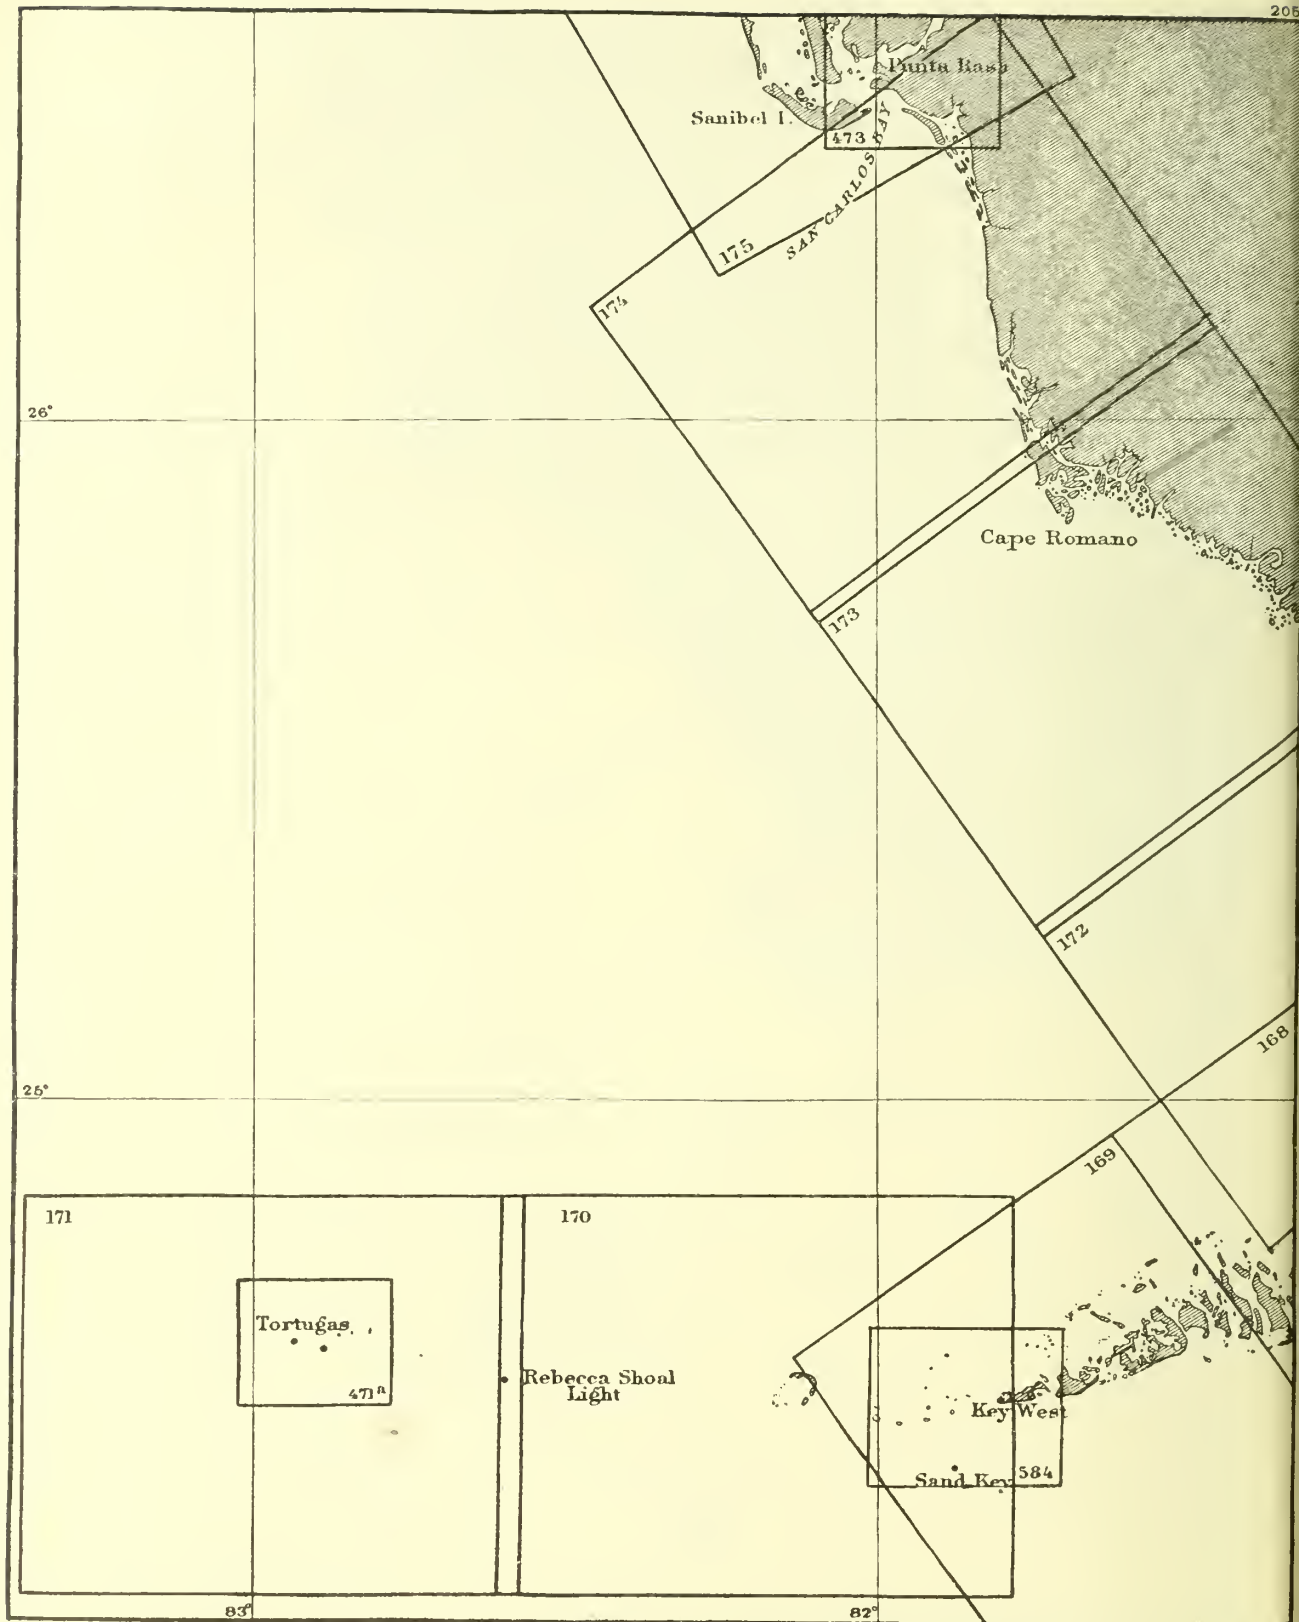 205
Punta Rasa
Sanibel I.
473
SAN CARLOS BAY
175
174
26°
Cape Romano
173
172
168
25°
169
171
170
Tortugas
471ª
Rebecca Shoal
Light
Key West
Sand Key
584
83°
82°